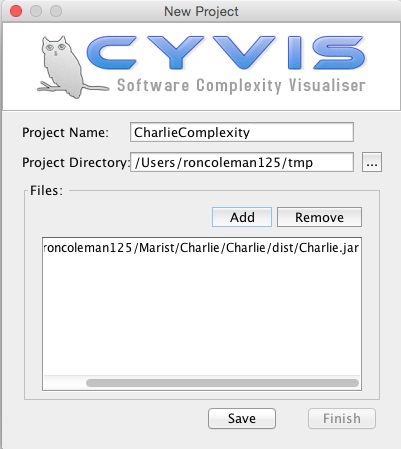 New Project
CYVIS
Software Complexity Visualiser
Project Name: CharlieComplexity
Project Directory: /Users/roncoleman125/tmp ...
Files:
Add Remove
roncoleman125/Marist/Charlie/Charlie/dist/Charlie.jar
Save Finish